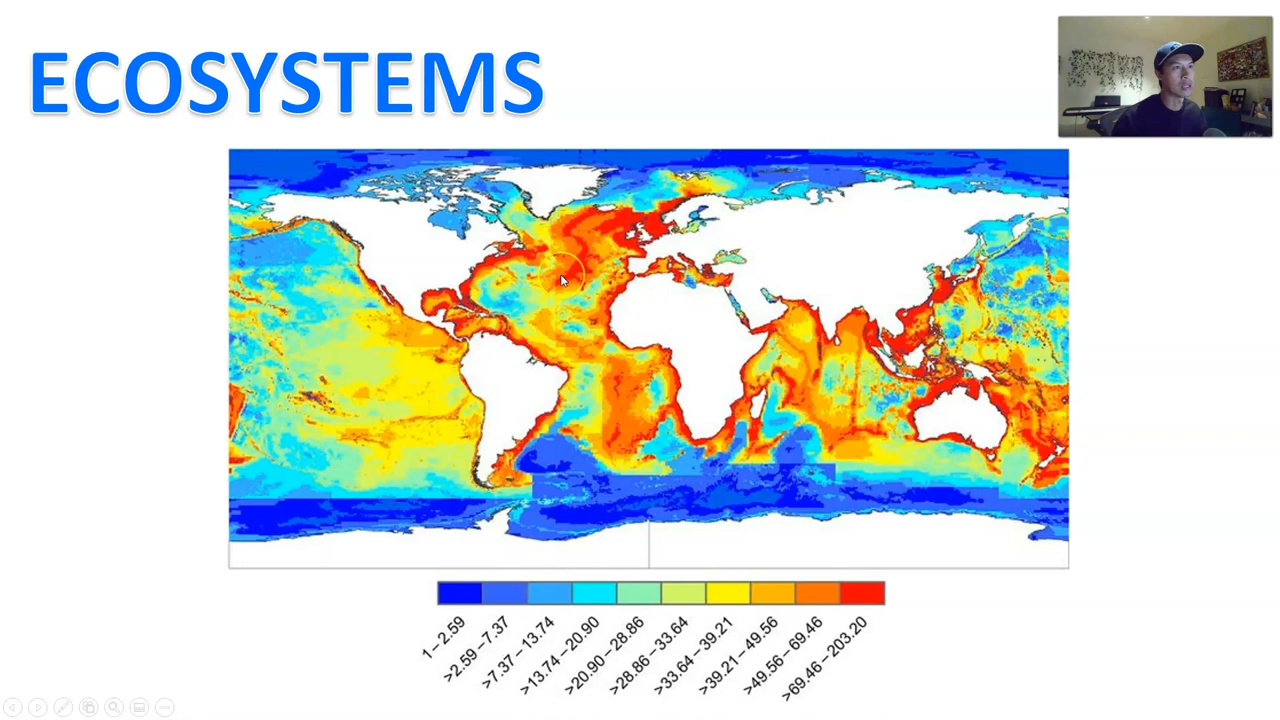 ECOSYSTEMS
1 – 2.59
>2.59 – 7.37
>7.37 – 13.74
>13.74 – 20.90
>20.90 – 28.86
>28.86 – 33.64
>33.64 – 39.21
>39.21 – 49.56
>49.56 – 69.46
>69.46 – 203.20